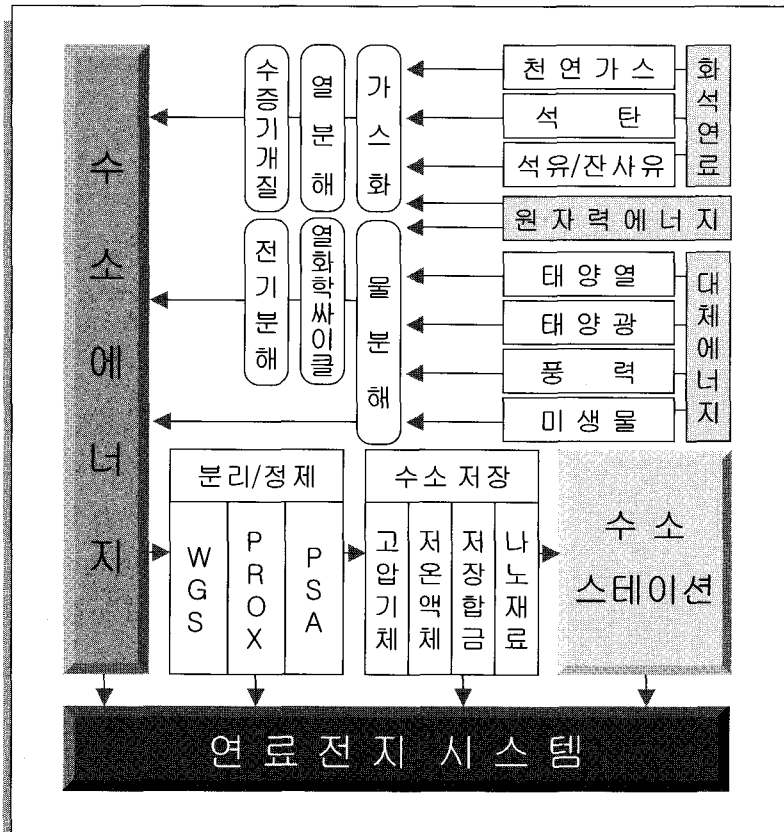 수소에너지
수증기개질
열분해
가스화
천연가스
석 탄
석유/잔사유
화석연료
원자력에너지
전기분해
열화학싸이클
물분해
태양열
태양광
풍 력
미생물
대체에너지
분리/정제
WGS
PROX
PSA
수소 저장
고압기체
저온액체
저장합금
나노재료
수 소
스테이션
연료전지 시스템